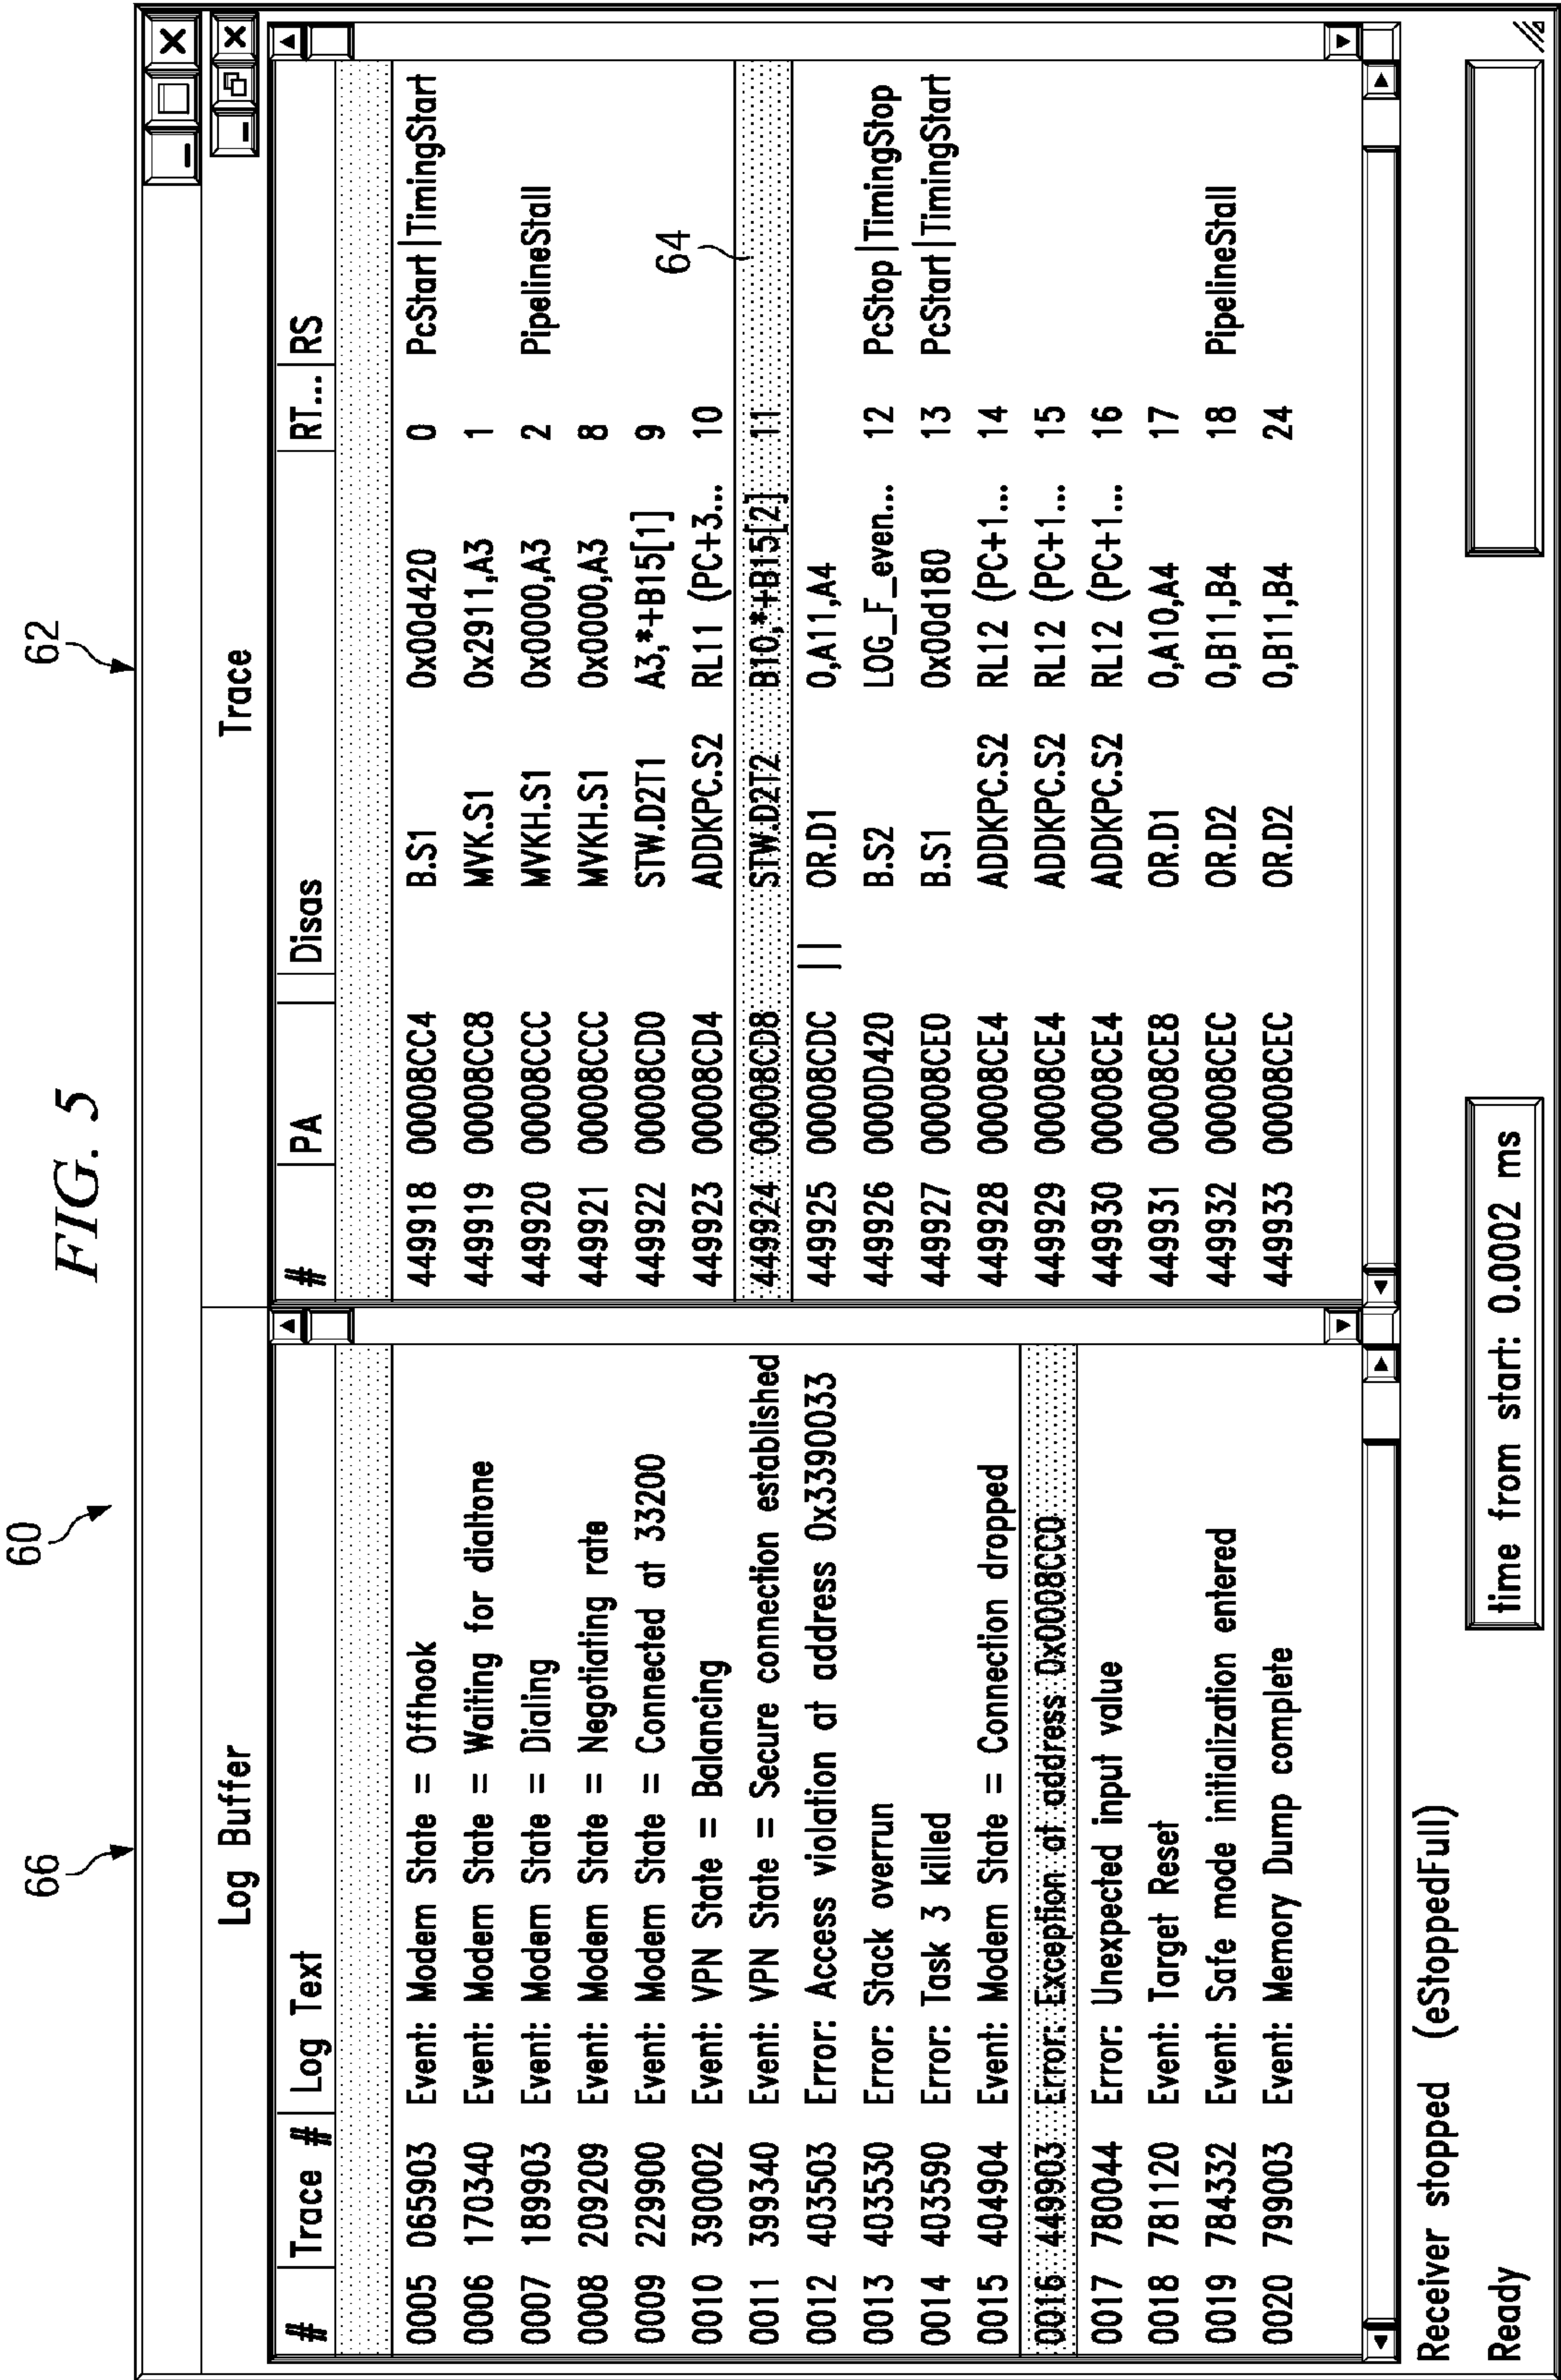 FIG. 5
66
60
62
Log Buffer
# Trace # Log Text
0005 065903 Event: Modem State = Offhook
0006 170340 Event: Modem State = Waiting for dialtone
0007 189903 Event: Modem State = Dialing
0008 209209 Event: Modem State = Negotiating rate
0009 229900 Event: Modem State = Connected at 33200
0010 390002 Event: VPN State = Balancing
0011 399340 Event: VPN State = Secure connection established
0012 403503 Error: Access violation at address 0x3390033
0013 403530 Error: Stack overrun
0014 403590 Error: Task 3 killed
0015 404904 Event: Modem State = Connection dropped
0016 449903 Error: Exception at address 0x0008CC0
0017 780044 Error: Unexpected input value
0018 781120 Event: Target Reset
0019 784332 Event: Safe mode initialization entered
0020 799003 Event: Memory Dump complete
Trace
# PA Disas RT... RS
449918 00008CC4 B.S1 0x00d420 0 PcStart|TimingStart
449919 00008CC8 MVK.S1 0x2911,A3 1
449920 00008CCC MVKH.S1 0x0000,A3 2 PipelineStall
449921 00008CCC MVKH.S1 0x0000,A3 8
449922 00008CD0 STW.D2T1 A3,*+B15[1] 9
449923 00008CD4 ADDKPC.S2 RL11 (PC+3... 10
449924 00008CD8 STW.D2T2 B10,*+B15[2] 11
449925 00008CDC || OR.D1 0,A11,A4
449926 0000D420 B.S2 LOG_F_even... 12 PcStop|TimingStop
449927 00008CE0 B.S1 0x00d180 13 PcStart|TimingStart
449928 00008CE4 ADDKPC.S2 RL12 (PC+1... 14
449929 00008CE4 ADDKPC.S2 RL12 (PC+1... 15
449930 00008CE4 ADDKPC.S2 RL12 (PC+1... 16
449931 00008CE8 OR.D1 0,A10,A4 17
449932 00008CEC OR.D2 0,B11,B4 18 PipelineStall
449933 00008CEC OR.D2 0,B11,B4 24
64
Receiver stopped (eStoppedFull)
Ready
time from start: 0.0002 ms